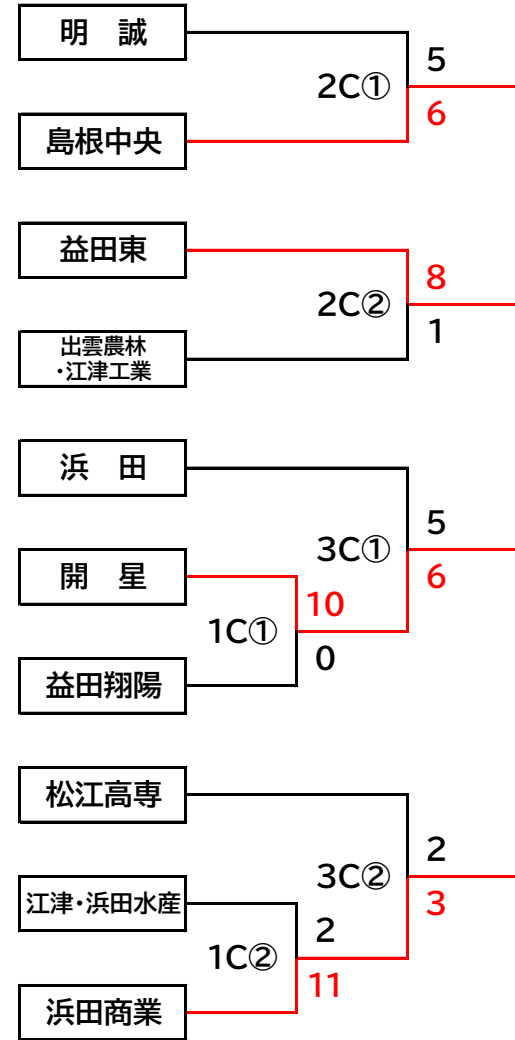 明　誠
5
2C①
6
島根中央
益田東
8
2C②
1
出雲農林
・江津工業
浜　田
5
3C①
開　星
6
10
1C①
0
益田翔陽
松江高専
2
3C②
江津・浜田水産
3
2
1C②
11
浜田商業